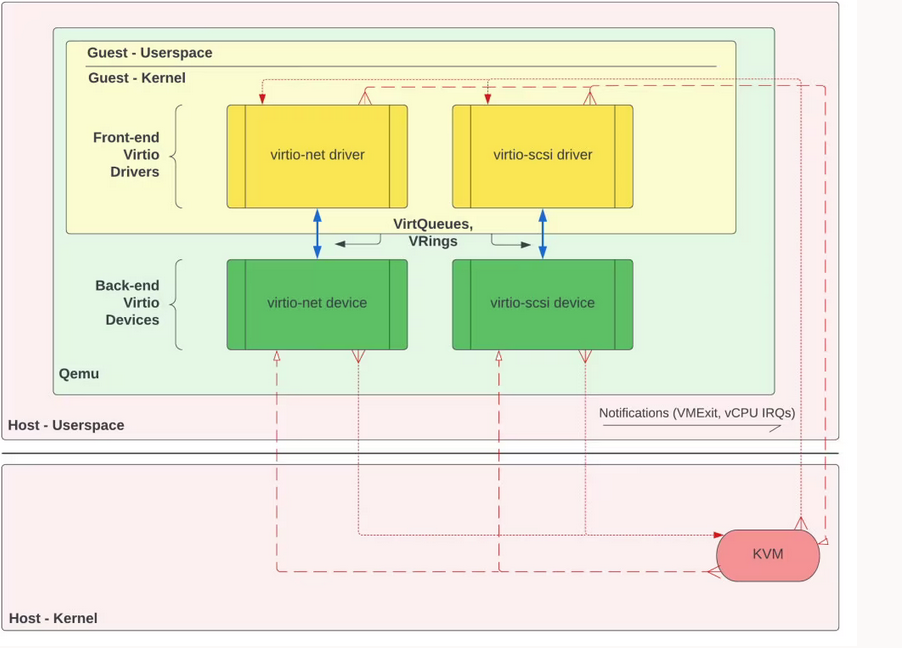 Guest - Userspace
Guest - Kernel
Front-end
Virtio
Drivers
virtio-net driver
virtio-scsi driver
VirtQueues,
VRings
Back-end
Virtio
Devices
virtio-net device
virtio-scsi device
Qemu
Notifications (VMExit, vCPU IRQs)
Host - Userspace
KVM
Host - Kernel